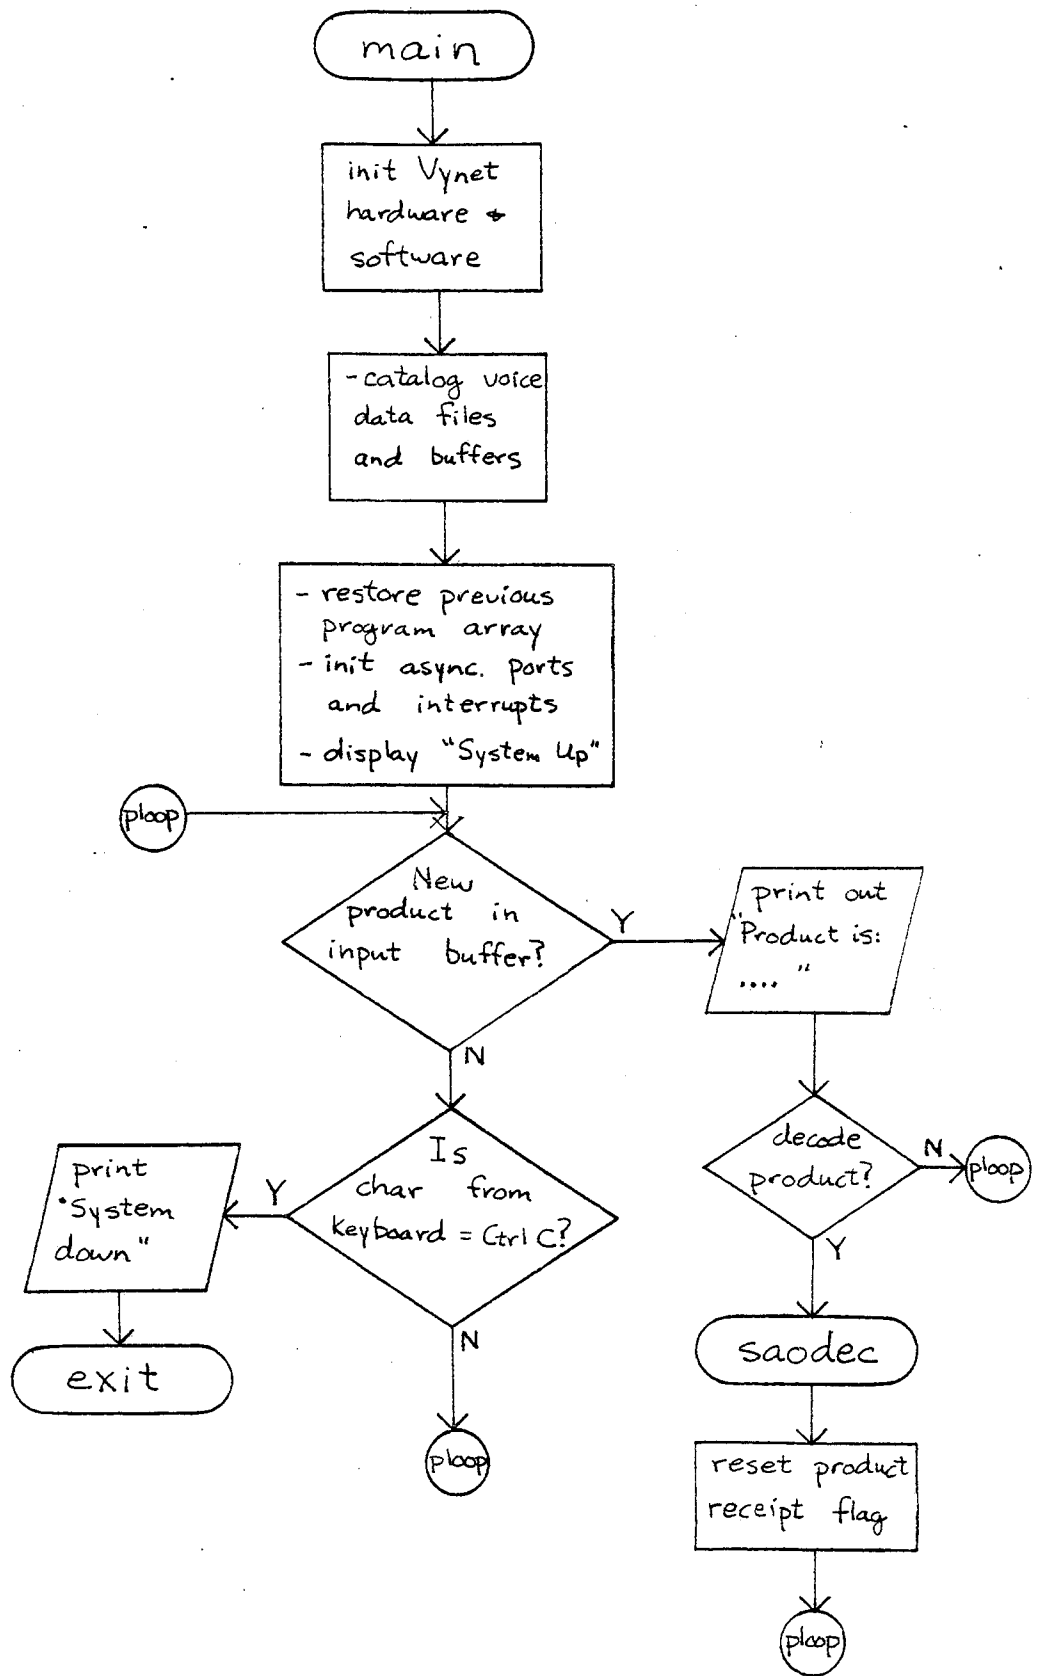 main
init Vynet
hardware &
software
- catalog voice
data files
and buffers
- restore previous
program array
- init async. ports
and interrupts
- display "System Up"
ploop
New
product in
input buffer?
Y
N
print out
"Product is:
.... "
decode
product?
N
ploop
Y
saodec
reset product
receipt flag
ploop
Is
char from
Keyboard = Ctrl C?
Y
N
print
"System
down"
exit
ploop